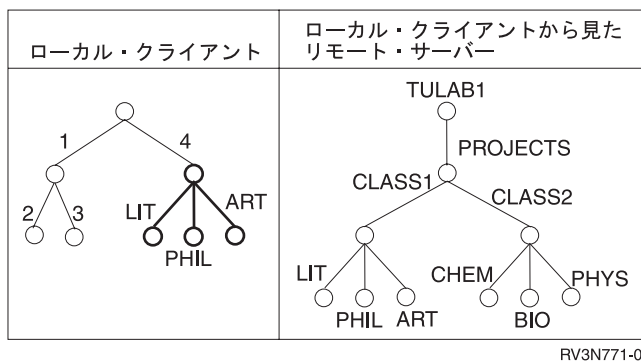 ローカル・クライアント
ローカル・クライアントから見た
リモート・サーバー
1
4
LIT
ART
2
3
PHIL
TULAB1
PROJECTS
CLASS1
CLASS2
LIT
CHEM
PHYS
PHIL
ART
BIO
RV3N771-0